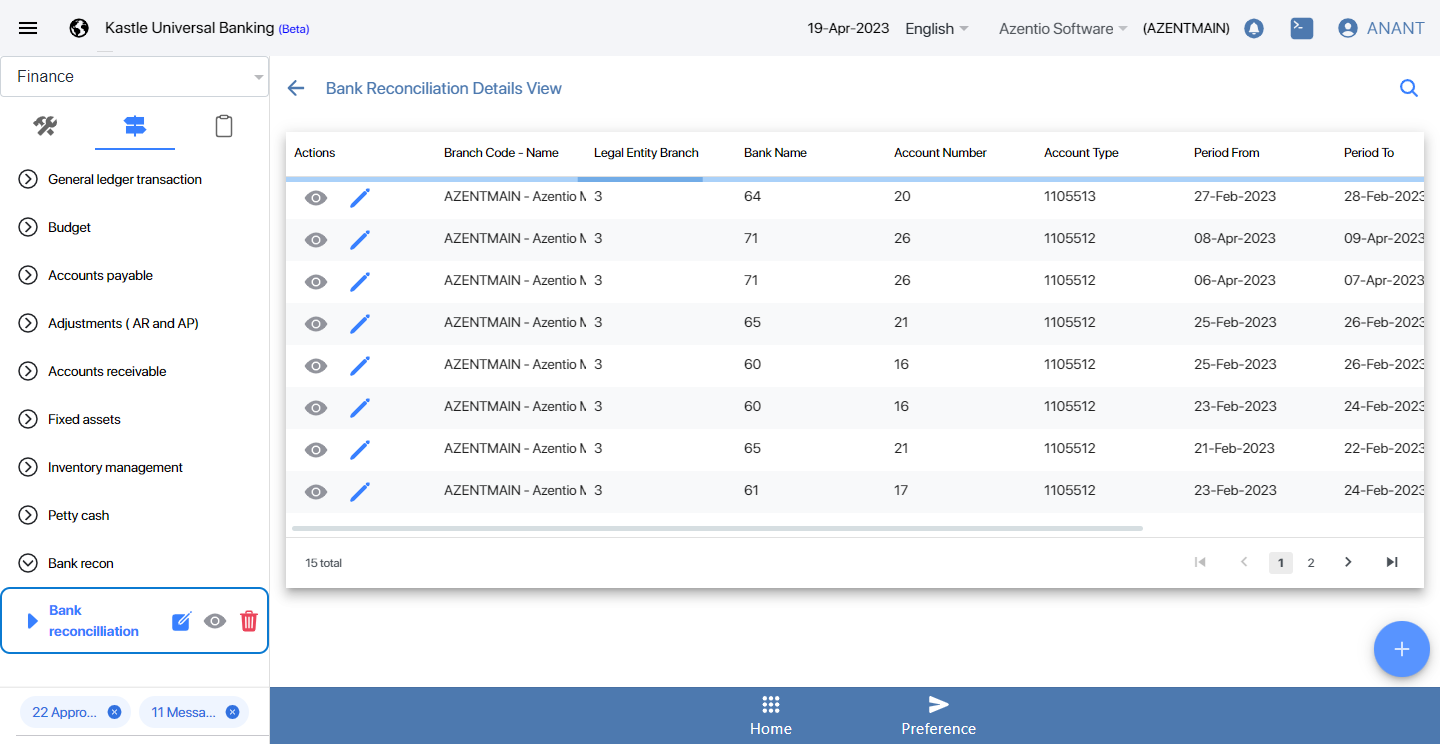 Kastle Universal Banking (Beta)
19-Apr-2023 English Azentio Software (AZENTMAIN) ANANT
Finance
Bank Reconciliation Details View
General ledger transaction
Budget
Accounts payable
Adjustments ( AR and AP)
Accounts receivable
Fixed assets
Inventory management
Petty cash
Bank recon
Bank
reconcilliation
22 Appro... 11 Messa...
Actions Branch Code - Name Legal Entity Branch Bank Name Account Number Account Type Period From Period To
AZENTMAIN - Azentio M 3 64 20 1105513 27-Feb-2023 28-Feb-2023
AZENTMAIN - Azentio M 3 71 26 1105512 08-Apr-2023 09-Apr-2023
AZENTMAIN - Azentio M 3 71 26 1105512 06-Apr-2023 07-Apr-2023
AZENTMAIN - Azentio M 3 65 21 1105512 25-Feb-2023 26-Feb-2023
AZENTMAIN - Azentio M 3 60 16 1105512 25-Feb-2023 26-Feb-2023
AZENTMAIN - Azentio M 3 60 16 1105512 23-Feb-2023 24-Feb-2023
AZENTMAIN - Azentio M 3 65 21 1105512 21-Feb-2023 22-Feb-2023
AZENTMAIN - Azentio M 3 61 17 1105512 23-Feb-2023 24-Feb-2023
15 total 1 2
Home Preference